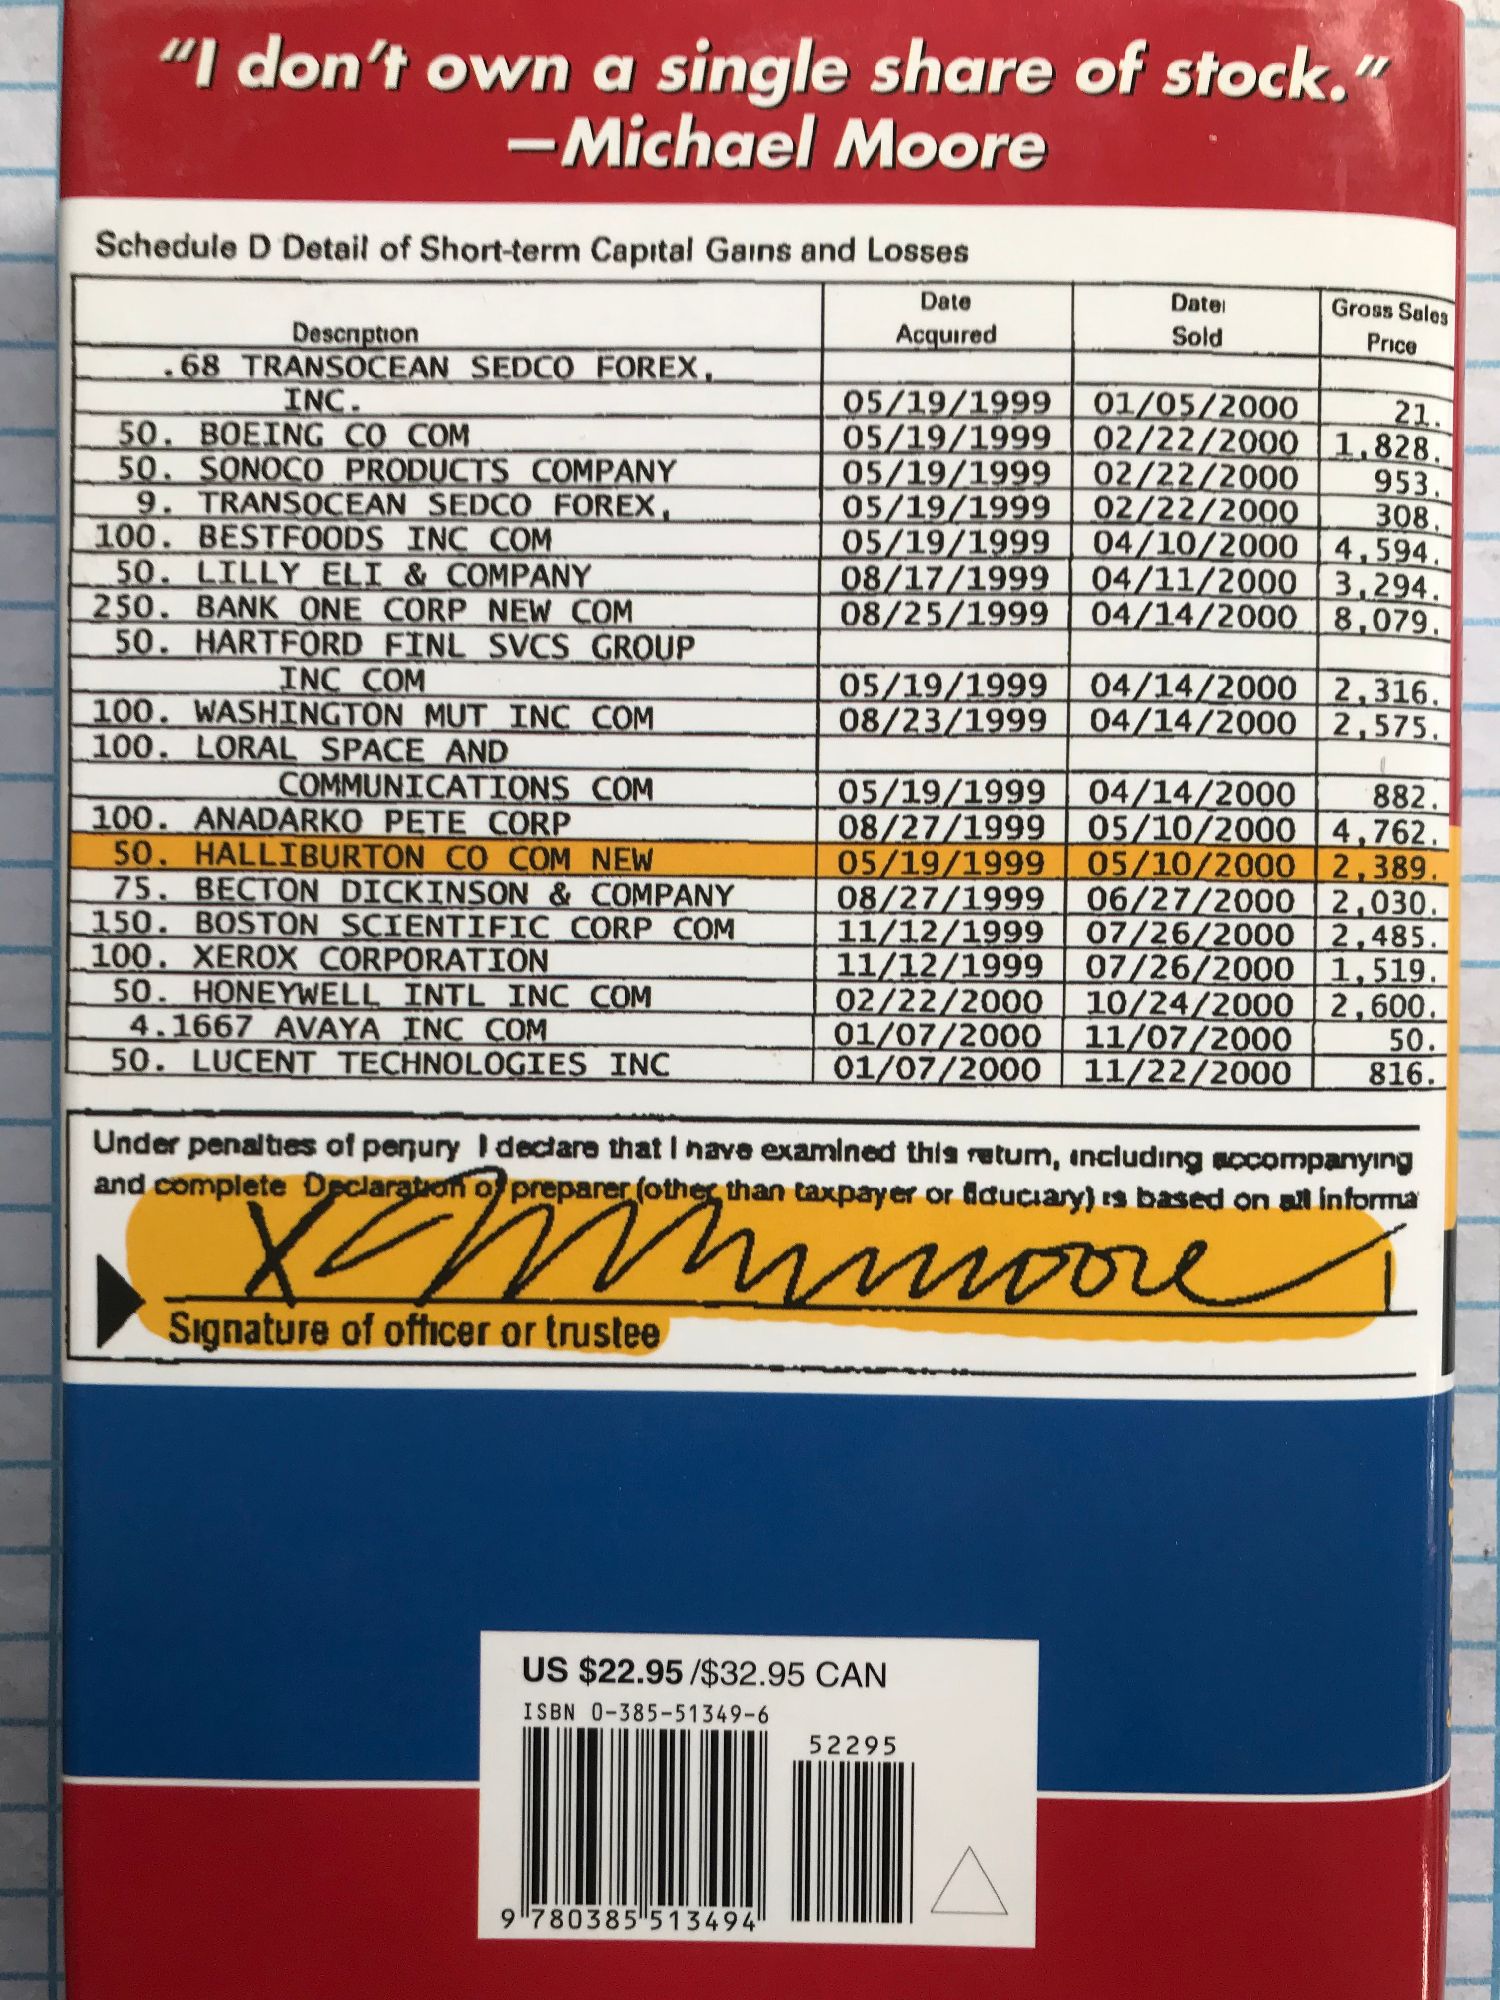 “I don’t own a single share of stock.”
—Michael Moore
Schedule D Detail of Short-term Capital Gains and Losses
Description Date Acquired Date Sold Gross Sales Price
.68 TRANSOCEAN SEDCO FOREX,
INC. 05/19/1999 01/05/2000 21.
50. BOEING CO COM 05/19/1999 02/22/2000 1,828.
50. SONOCO PRODUCTS COMPANY 05/19/1999 02/22/2000 953.
9. TRANSOCEAN SEDCO FOREX, 05/19/1999 02/22/2000 308.
100. BESTFOODS INC COM 05/19/1999 04/10/2000 4,594.
50. LILLY ELI & COMPANY 08/17/1999 04/11/2000 3,294.
250. BANK ONE CORP NEW COM 08/25/1999 04/14/2000 8,079.
50. HARTFORD FINL SVCS GROUP
INC COM 05/19/1999 04/14/2000 2,316.
100. WASHINGTON MUT INC COM 08/23/1999 04/14/2000 2,575.
100. LORAL SPACE AND
COMMUNICATIONS COM 05/19/1999 04/14/2000 882.
100. ANADARKO PETE CORP 08/27/1999 05/10/2000 4,762.
50. HALLIBURTON CO COM NEW 05/19/1999 05/10/2000 2,389.
75. BECTON DICKINSON & COMPANY 08/27/1999 06/27/2000 2,030.
150. BOSTON SCIENTIFIC CORP COM 11/12/1999 07/26/2000 2,485.
100. XEROX CORPORATION 11/12/1999 07/26/2000 1,519.
50. HONEYWELL INTL INC COM 02/22/2000 10/24/2000 2,600.
4.1667 AVAYA INC COM 01/07/2000 11/07/2000 50.
50. LUCENT TECHNOLOGIES INC 01/07/2000 11/22/2000 816.
Under penalties of perjury I declare that I have examined this return, including accompanying
and complete Declaration of preparer (other than taxpayer or fiduciary) is based on all informa
X moore
Signature of officer or trustee
US $22.95/$32.95 CAN
ISBN 0-385-51349-6
52295
9 780385 513494